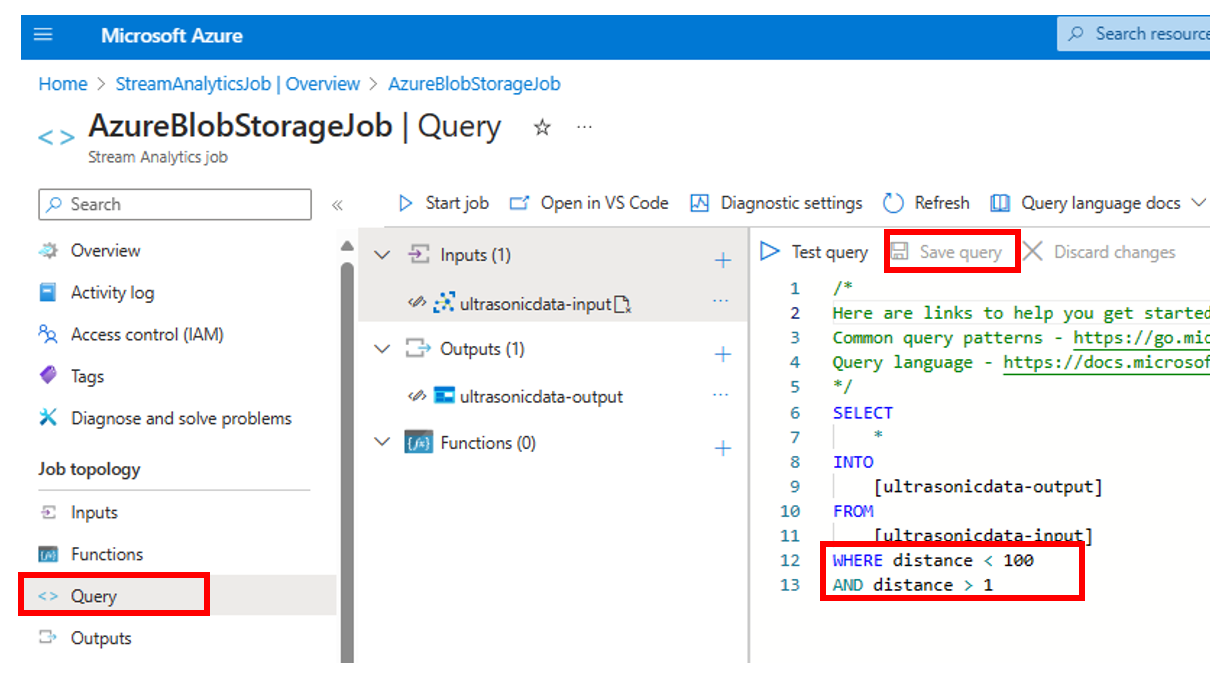 Microsoft Azure
Search resource
Home > StreamAnalyticsJob | Overview > AzureBlobStorageJob
AzureBlobStorageJob | Query
Stream Analytics job
Search
Start job
Open in VS Code
Diagnostic settings
Refresh
Query language docs
Overview
Activity log
Access control (IAM)
Tags
Diagnose and solve problems
Job topology
Inputs
Functions
Query
Outputs
Inputs (1)
ultrasonicdata-input
Outputs (1)
ultrasonicdata-output
Functions (0)
Test query
Save query
Discard changes
1 /*
2 Here are links to help you get started
3 Common query patterns - https://go.mic
4 Query language - https://docs.microsof
5 */
6 SELECT
7 *
8 INTO
9 [ultrasonicdata-output]
10 FROM
11 [ultrasonicdata-input]
12 WHERE distance < 100
13 AND distance > 1